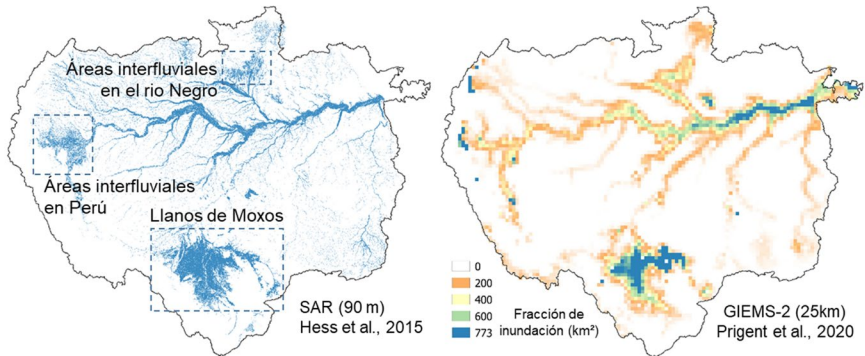 Áreas interfluviales
en el rio Negro
Áreas interfluviales
en Perú
Llanos de Moxos
SAR (90 m)
Hess et al., 2015
0
200
400
600
773
Fracción de
inundación (km²)
GIEMS-2 (25km)
Prigent et al., 2020